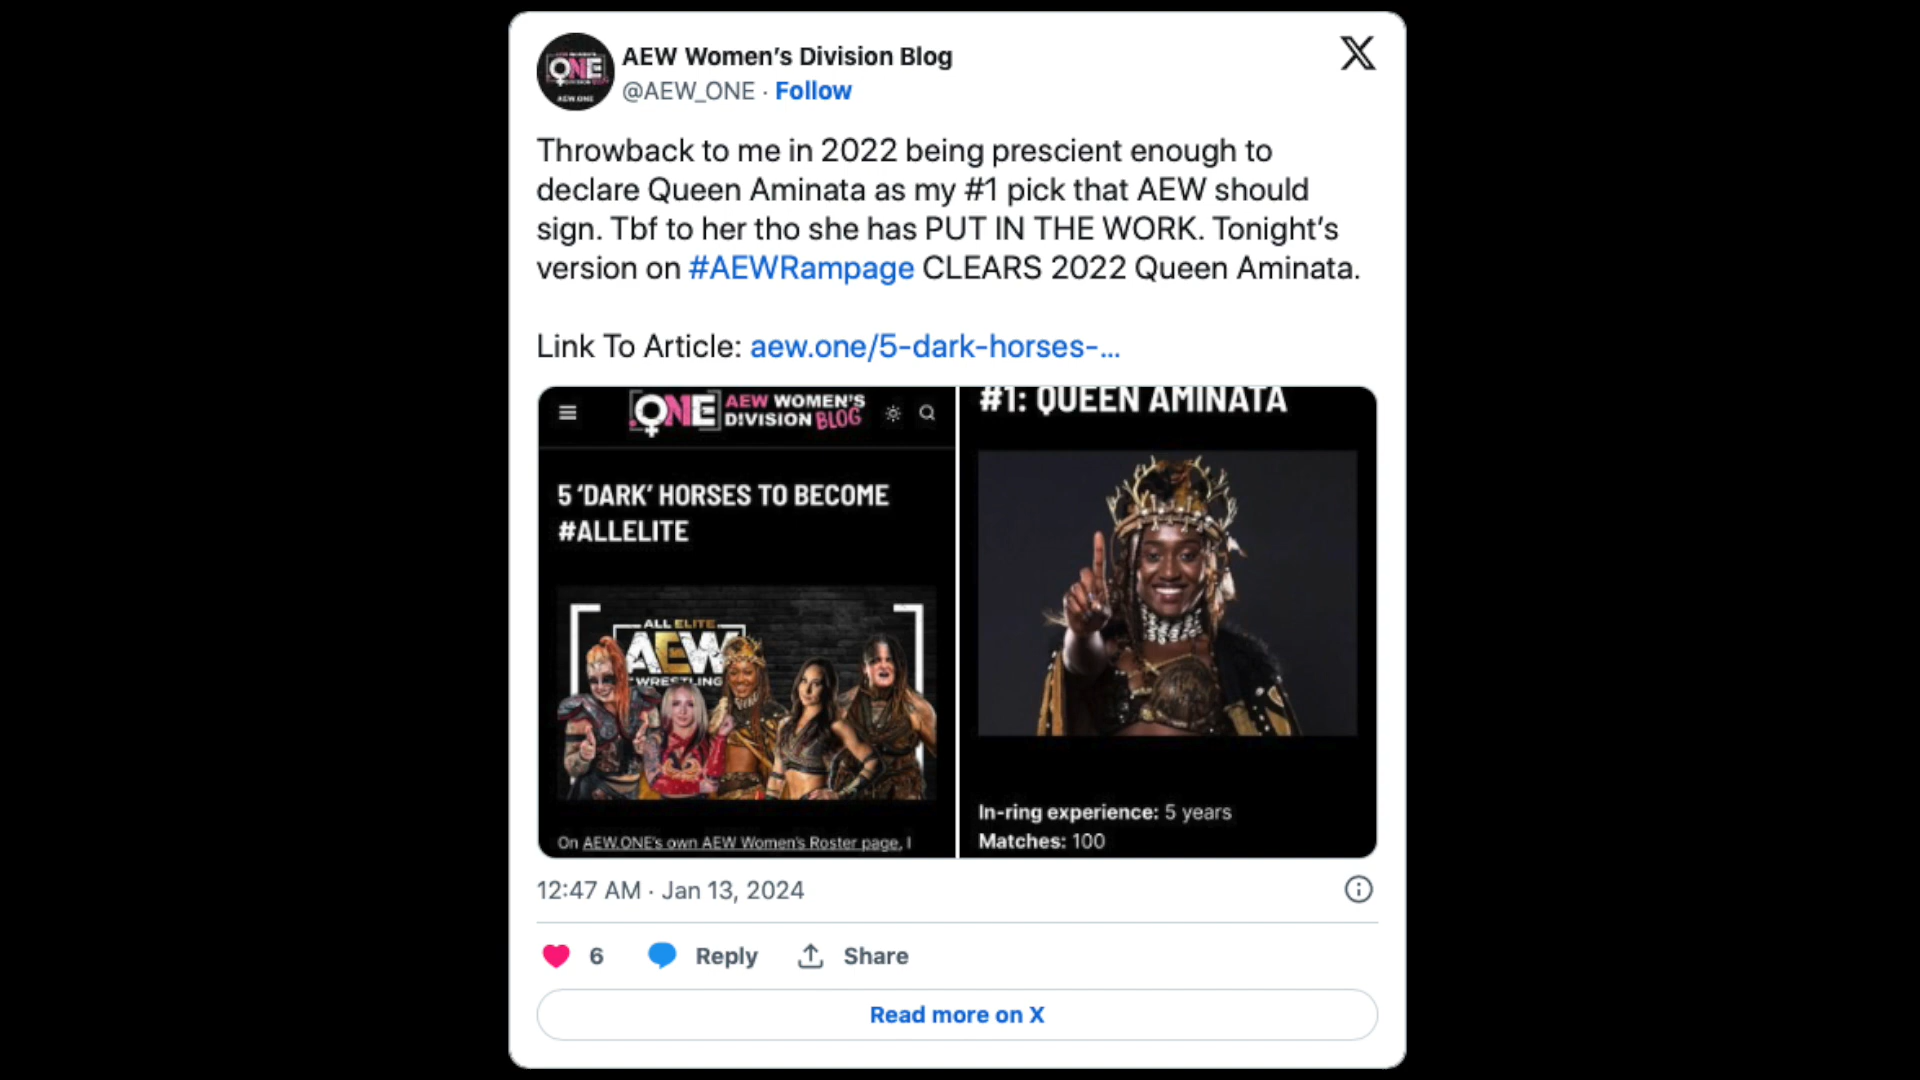 AEW Women’s Division Blog
@AEW_ONE · Follow
X
Throwback to me in 2022 being prescient enough to
declare Queen Aminata as my #1 pick that AEW should
sign. Tbf to her tho she has PUT IN THE WORK. Tonight’s
version on #AEWRampage CLEARS 2022 Queen Aminata.
Link To Article: aew.one/5-dark-horses-…
ONE AEW WOMEN'S
DIVISION BLOG
5 ‘DARK’ HORSES TO BECOME
#ALLELITE
ALL ELITE
AEW
WRESTLING
On AEW.ONE's own AEW Women's Roster page, I
#1: QUEEN AMINATA
In-ring experience: 5 years
Matches: 100
12:47 AM · Jan 13, 2024
6 Reply Share
Read more on X